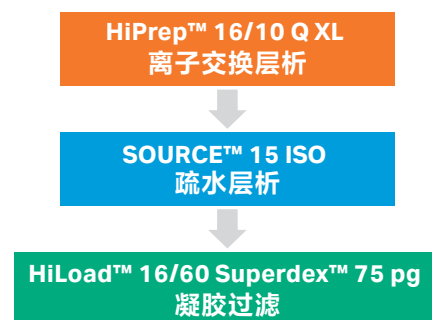 HiPrep™ 16/10 Q XL
离子交换层析
SOURCE™ 15 ISO
疏水层析
HiLoad™ 16/60 Superdex™ 75 pg
凝胶过滤